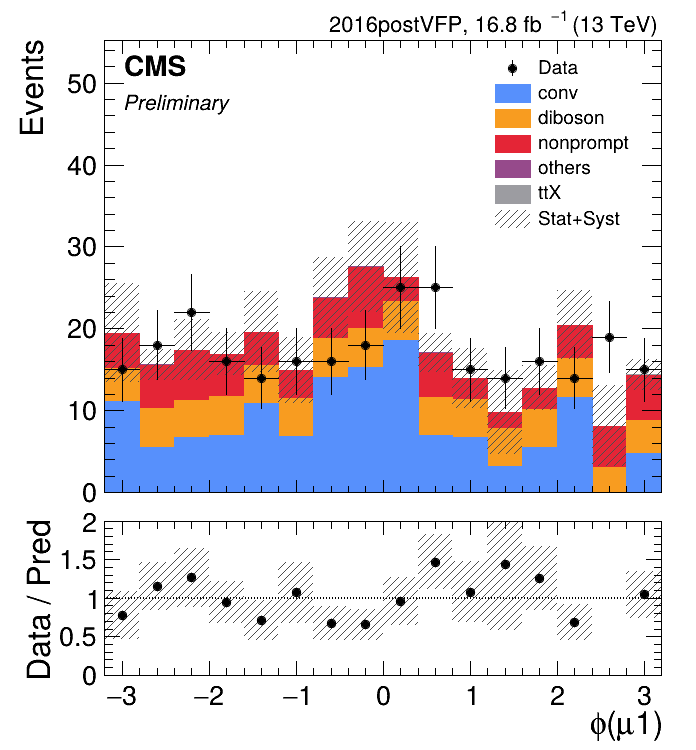 2016postVFP, 16.8 fb⁻¹ (13 TeV)
Events
CMS
Preliminary
Data
conv
diboson
nonprompt
others
ttX
Stat+Syst
50
40
30
20
10
0
Data / Pred
2
1.5
1
0.5
0
−3 −2 −1 0 1 2 3
ϕ(μ1)